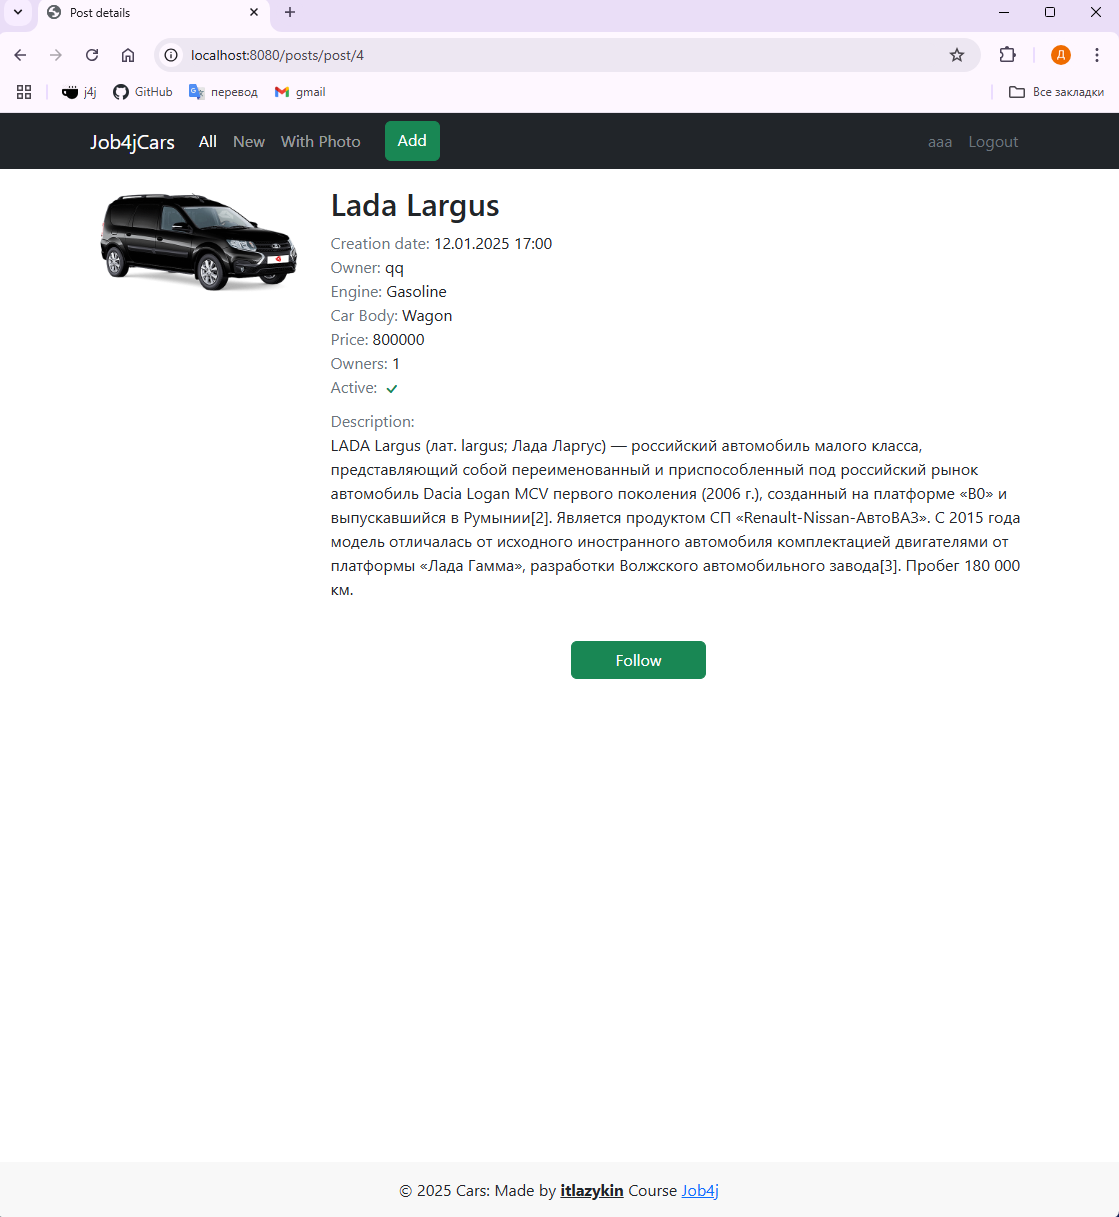 Post details
localhost:8080/posts/post/4
Д
j4j GitHub перевод gmail Все закладки
Job4jCars All New With Photo Add aaa Logout
Lada Largus
Creation date: 12.01.2025 17:00
Owner: qq
Engine: Gasoline
Car Body: Wagon
Price: 800000
Owners: 1
Active:
Description:
LADA Largus (лат. largus; Лада Ларгус) — российский автомобиль малого класса,
представляющий собой переименованный и приспособленный под российский рынок
автомобиль Dacia Logan MCV первого поколения (2006 г.), созданный на платформе «B0» и
выпускавшийся в Румынии[2]. Является продуктом СП «Renault-Nissan-АвтоВАЗ». С 2015 года
модель отличалась от исходного иностранного автомобиля комплектацией двигателями от
платформы «Лада Гамма», разработки Волжского автомобильного завода[3]. Пробег 180 000
км.
Follow
© 2025 Cars: Made by itlazykin Course Job4j